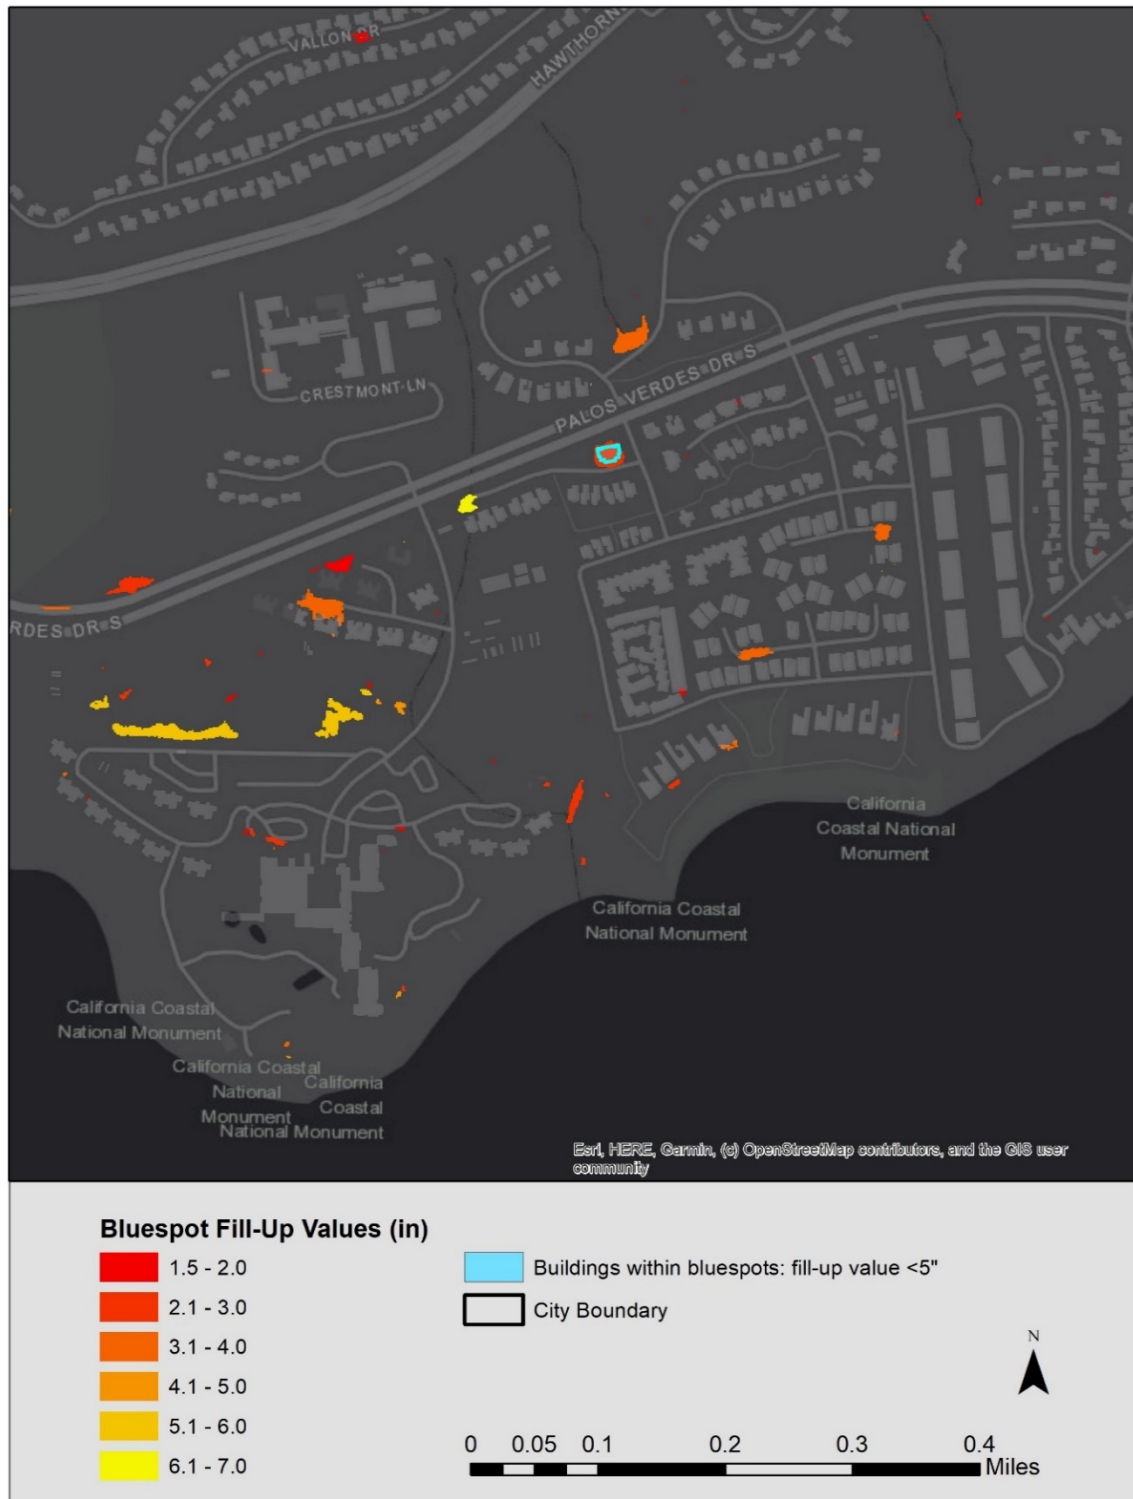 VALLON DR
HAWTHORN
CRESTMONT LN
PALOS VERDES DR S
RDES DR S
California
Coastal National
Monument
California Coastal
National Monument
California Coastal
National Monument
California Coastal
National
Monument
California
Coastal
National Monument
Esri, HERE, Garmin, (c) OpenStreetMap contributors, and the GIS user
community
Bluespot Fill-Up Values (in)
1.5 - 2.0
2.1 - 3.0
3.1 - 4.0
4.1 - 5.0
5.1 - 6.0
6.1 - 7.0
Buildings within bluespots: fill-up value <5"
City Boundary
N
0 0.05 0.1 0.2 0.3 0.4
Miles